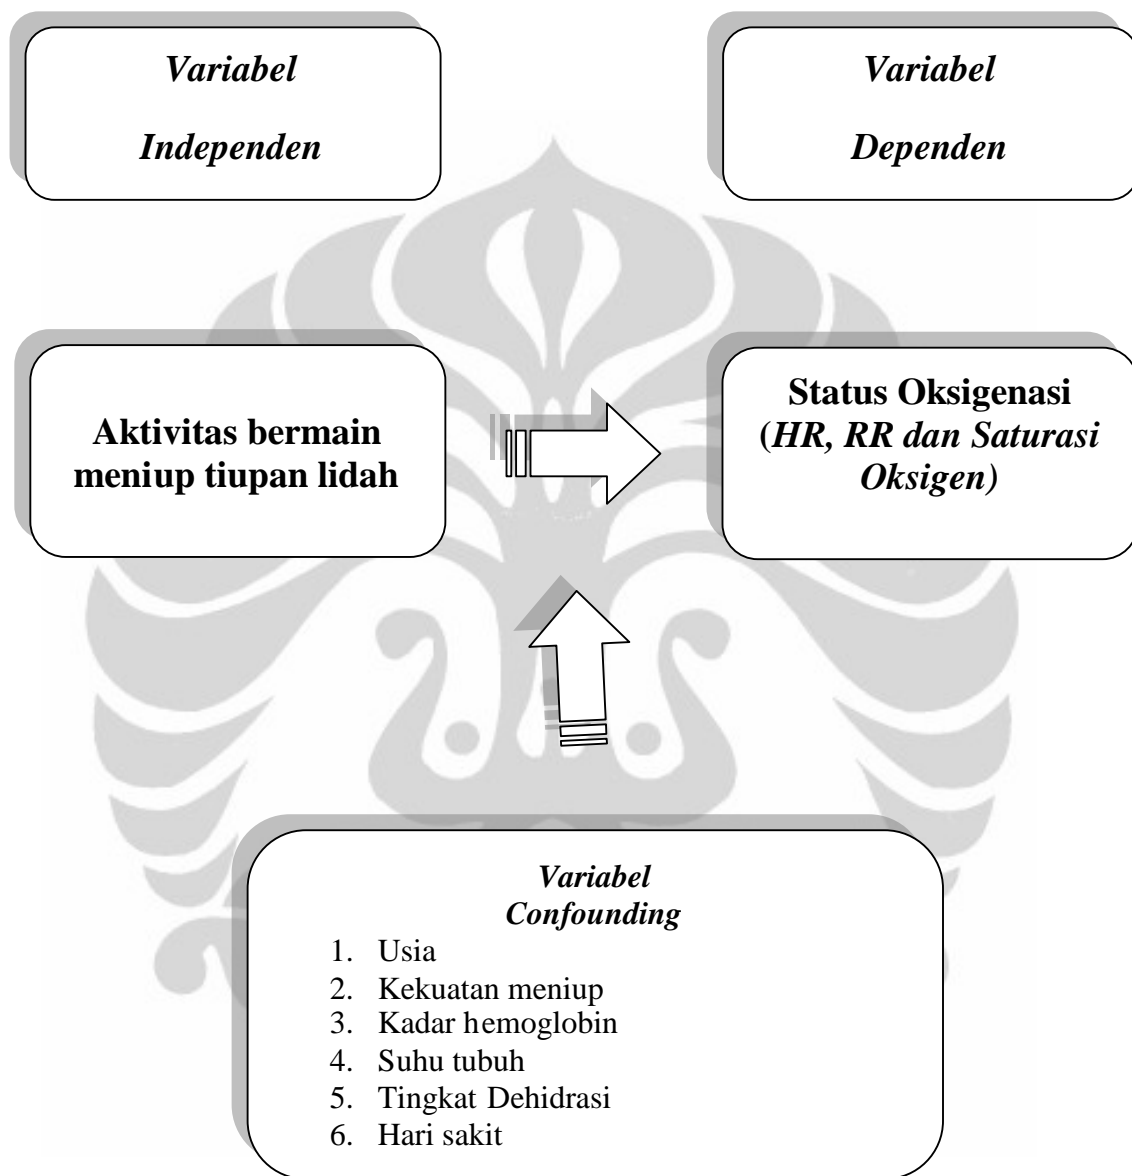 Variabel
Independen
Variabel
Dependen
Aktivitas bermain
meniup tiupan lidah
Status Oksigenasi
(HR, RR dan Saturasi
Oksigen)
Variabel
Confounding
1. Usia
2. Kekuatan meniup
3. Kadar hemoglobin
4. Suhu tubuh
5. Tingkat Dehidrasi
6. Hari sakit